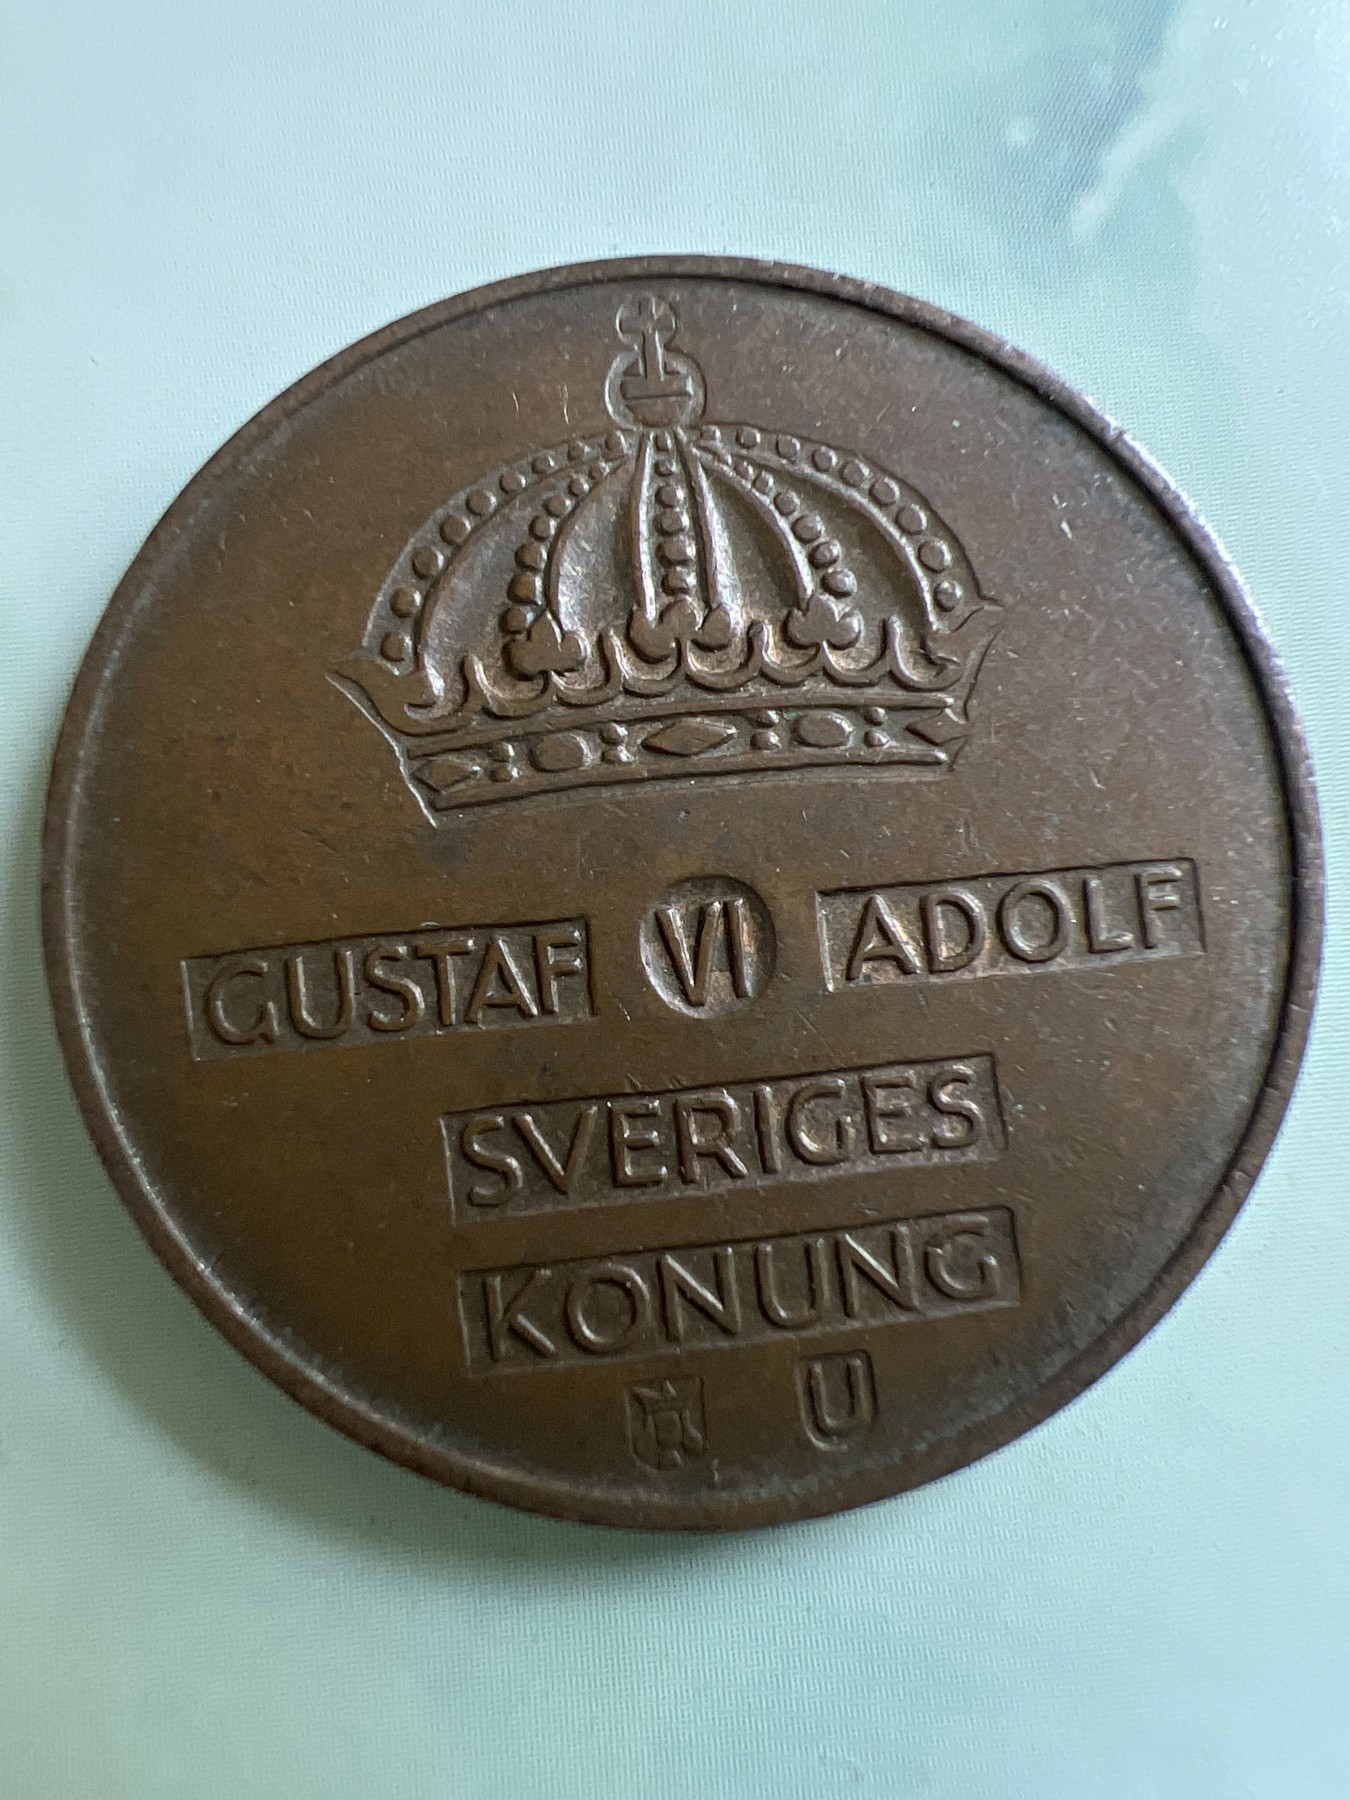 GUSTAF VI ADOLF
SVERIGES
KONUNG
U